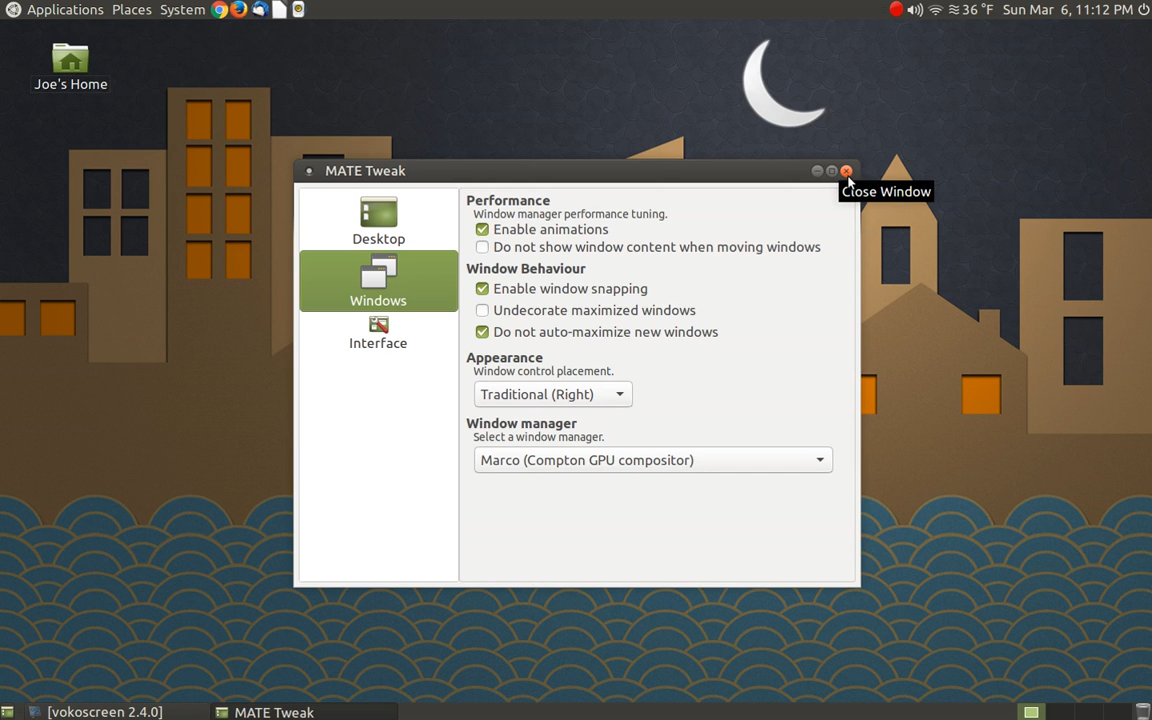 Applications Places System 36 °F Sun Mar 6, 11:12 PM
Joe's Home
MATE Tweak
Close Window
Desktop
Windows
Interface
Performance
Window manager performance tuning.
Enable animations
Do not show window content when moving windows
Window Behaviour
Enable window snapping
Undecorate maximized windows
Do not auto-maximize new windows
Appearance
Window control placement.
Traditional (Right)
Window manager
Select a window manager.
Marco (Compton GPU compositor)
[vokoscreen 2.4.0] MATE Tweak